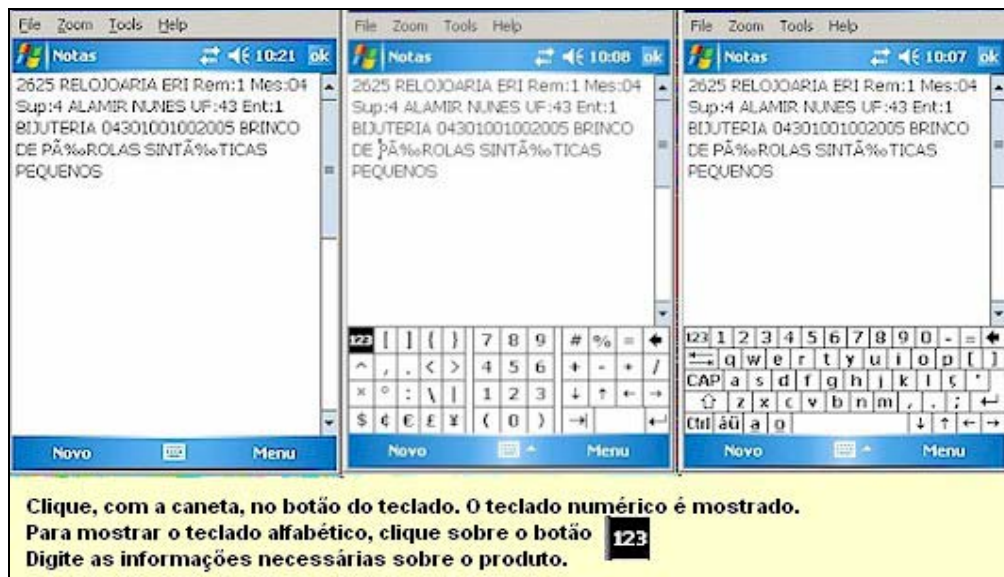 File Zoom Tools Help
Notas 10:21 ok
2625 RELOJOARIA ERI Rem:1 Mes:04
Sup:4 ALAMIR NUNES UF:43 Ent:1
BIJUTERIA 04301001002005 BRINCO
DE PÃ‰ROLAS SINTÃ‰TICAS
PEQUENOS
Novo Menu
File Zoom Tools Help
Notas 10:08 ok
2625 RELOJOARIA ERI Rem:1 Mes:04
Sup:4 ALAMIR NUNES UF:43 Ent:1
BIJUTERIA 04301001002005 BRINCO
DE PÃ‰ROLAS SINTÃ‰TICAS
PEQUENOS
123 [ ] { } 7 8 9 # % = ←
^ , . < > 4 5 6 + - * /
× ° : \ | 1 2 3 ↓ ↑ ← →
$ ¢ € £ ¥ ( 0 ) →| ↵
Novo Menu
File Zoom Tools Help
Notas 10:07 ok
2625 RELOJOARIA ERI Rem:1 Mes:04
Sup:4 ALAMIR NUNES UF:43 Ent:1
BIJUTERIA 04301001002005 BRINCO
DE PÃ‰ROLAS SINTÃ‰TICAS
PEQUENOS
123 1 2 3 4 5 6 7 8 9 0 - = ←
q w e r t y u i o p [ ]
CAP a s d f g h j k l ç '
⇧ z x c v b n m , . ; ↵
Ctrl áü a o ↓ ↑ ← →
Novo Menu
Clique, com a caneta, no botão do teclado. O teclado numérico é mostrado.
Para mostrar o teclado alfabético, clique sobre o botão 123
Digite as informações necessárias sobre o produto.